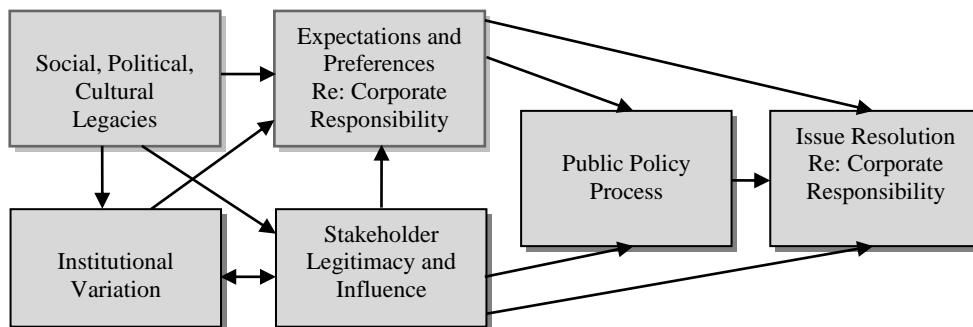 Social, Political,
Cultural
Legacies
Expectations and
Preferences
Re: Corporate
Responsibility
Public Policy
Process
Issue Resolution
Re: Corporate
Responsibility
Institutional
Variation
Stakeholder
Legitimacy and
Influence